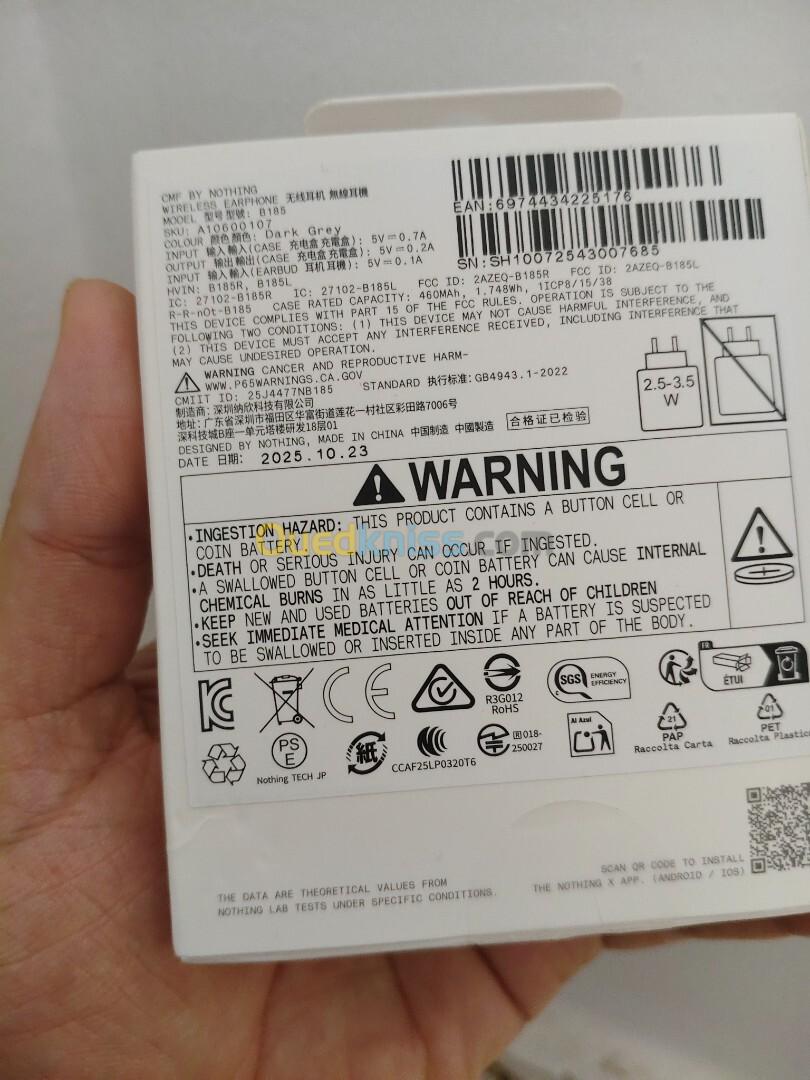 CMF BY NOTHING
WIRELESS EARPHONE 无线耳机 無線耳機
MODEL 型号 型號: B185
SKU: A10600107
COLOUR 颜色 顏色: Dark Grey
INPUT 输入 輸入(CASE 充电盒 充電盒): 5V⎓0.7A
OUTPUT 输出 輸出(CASE 充电盒 充電盒): 5V⎓0.2A
INPUT 输入 輸入(EARBUD 耳机 耳機): 5V⎓0.1A
HVIN: B185R, B185L
IC: 27102-B185R IC: 27102-B185L FCC ID: 2AZEQ-B185R FCC ID: 2AZEQ-B185L
R-R-nOt-B185 CASE RATED CAPACITY: 460MAh, 1.748Wh, 1ICP8/15/38
THIS DEVICE COMPLIES WITH PART 15 OF THE FCC RULES. OPERATION IS SUBJECT TO THE
FOLLOWING TWO CONDITIONS: (1) THIS DEVICE MAY NOT CAUSE HARMFUL INTERFERENCE, AND
(2) THIS DEVICE MUST ACCEPT ANY INTERFERENCE RECEIVED, INCLUDING INTERFERENCE THAT
MAY CAUSE UNDESIRED OPERATION.
WARNING CANCER AND REPRODUCTIVE HARM-
WWW.P65WARNINGS.CA.GOV
CMIIT ID: 25J4477NB185 STANDARD 执行标准: GB4943.1-2022
制造商: 深圳纳欣科技有限公司
地址: 广东省深圳市福田区华富街道莲花一村社区彩田路7006号
深科技城B座一单元塔楼研发18层01
DESIGNED BY NOTHING, MADE IN CHINA 中国制造 中國製造
合格证已检验
DATE 日期: 2025.10.23
EAN:6974434225176
SN:SH10072543007685
2.5-3.5
W
WARNING
•INGESTION HAZARD: THIS PRODUCT CONTAINS A BUTTON CELL OR
COIN BATTERY.
•DEATH OR SERIOUS INJURY CAN OCCUR IF INGESTED.
•A SWALLOWED BUTTON CELL OR COIN BATTERY CAN CAUSE INTERNAL
CHEMICAL BURNS IN AS LITTLE AS 2 HOURS.
•KEEP NEW AND USED BATTERIES OUT OF REACH OF CHILDREN
•SEEK IMMEDIATE MEDICAL ATTENTION IF A BATTERY IS SUSPECTED
TO BE SWALLOWED OR INSERTED INSIDE ANY PART OF THE BODY.
Ouedkniss.com
CE
R3G012
RoHS
SGS ENERGY
EFFICIENCY
FR
ÉTUI
PS
E
Nothing TECH JP
紙
CCAF25LP0320T6
018-
250027
Al Azul
21
PAP
Raccolta Carta
01
PET
Raccolta Plastica
THE DATA ARE THEORETICAL VALUES FROM
NOTHING LAB TESTS UNDER SPECIFIC CONDITIONS.
SCAN QR CODE TO INSTALL
THE NOTHING X APP. (ANDROID / IOS)